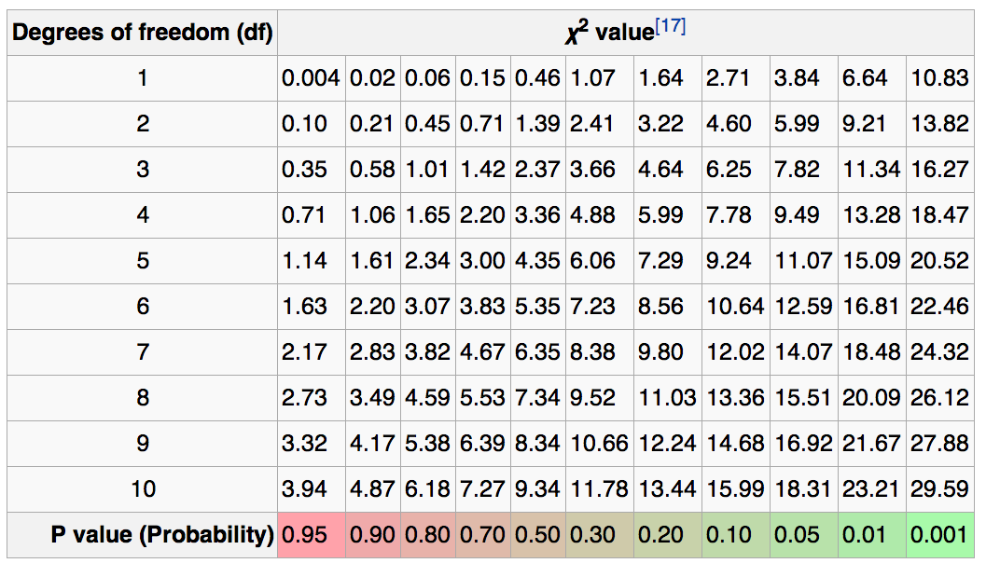 Degrees of freedom (df) χ2 value[17]
1 0.004 0.02 0.06 0.15 0.46 1.07 1.64 2.71 3.84 6.64 10.83
2 0.10 0.21 0.45 0.71 1.39 2.41 3.22 4.60 5.99 9.21 13.82
3 0.35 0.58 1.01 1.42 2.37 3.66 4.64 6.25 7.82 11.34 16.27
4 0.71 1.06 1.65 2.20 3.36 4.88 5.99 7.78 9.49 13.28 18.47
5 1.14 1.61 2.34 3.00 4.35 6.06 7.29 9.24 11.07 15.09 20.52
6 1.63 2.20 3.07 3.83 5.35 7.23 8.56 10.64 12.59 16.81 22.46
7 2.17 2.83 3.82 4.67 6.35 8.38 9.80 12.02 14.07 18.48 24.32
8 2.73 3.49 4.59 5.53 7.34 9.52 11.03 13.36 15.51 20.09 26.12
9 3.32 4.17 5.38 6.39 8.34 10.66 12.24 14.68 16.92 21.67 27.88
10 3.94 4.87 6.18 7.27 9.34 11.78 13.44 15.99 18.31 23.21 29.59
P value (Probability) 0.95 0.90 0.80 0.70 0.50 0.30 0.20 0.10 0.05 0.01 0.001